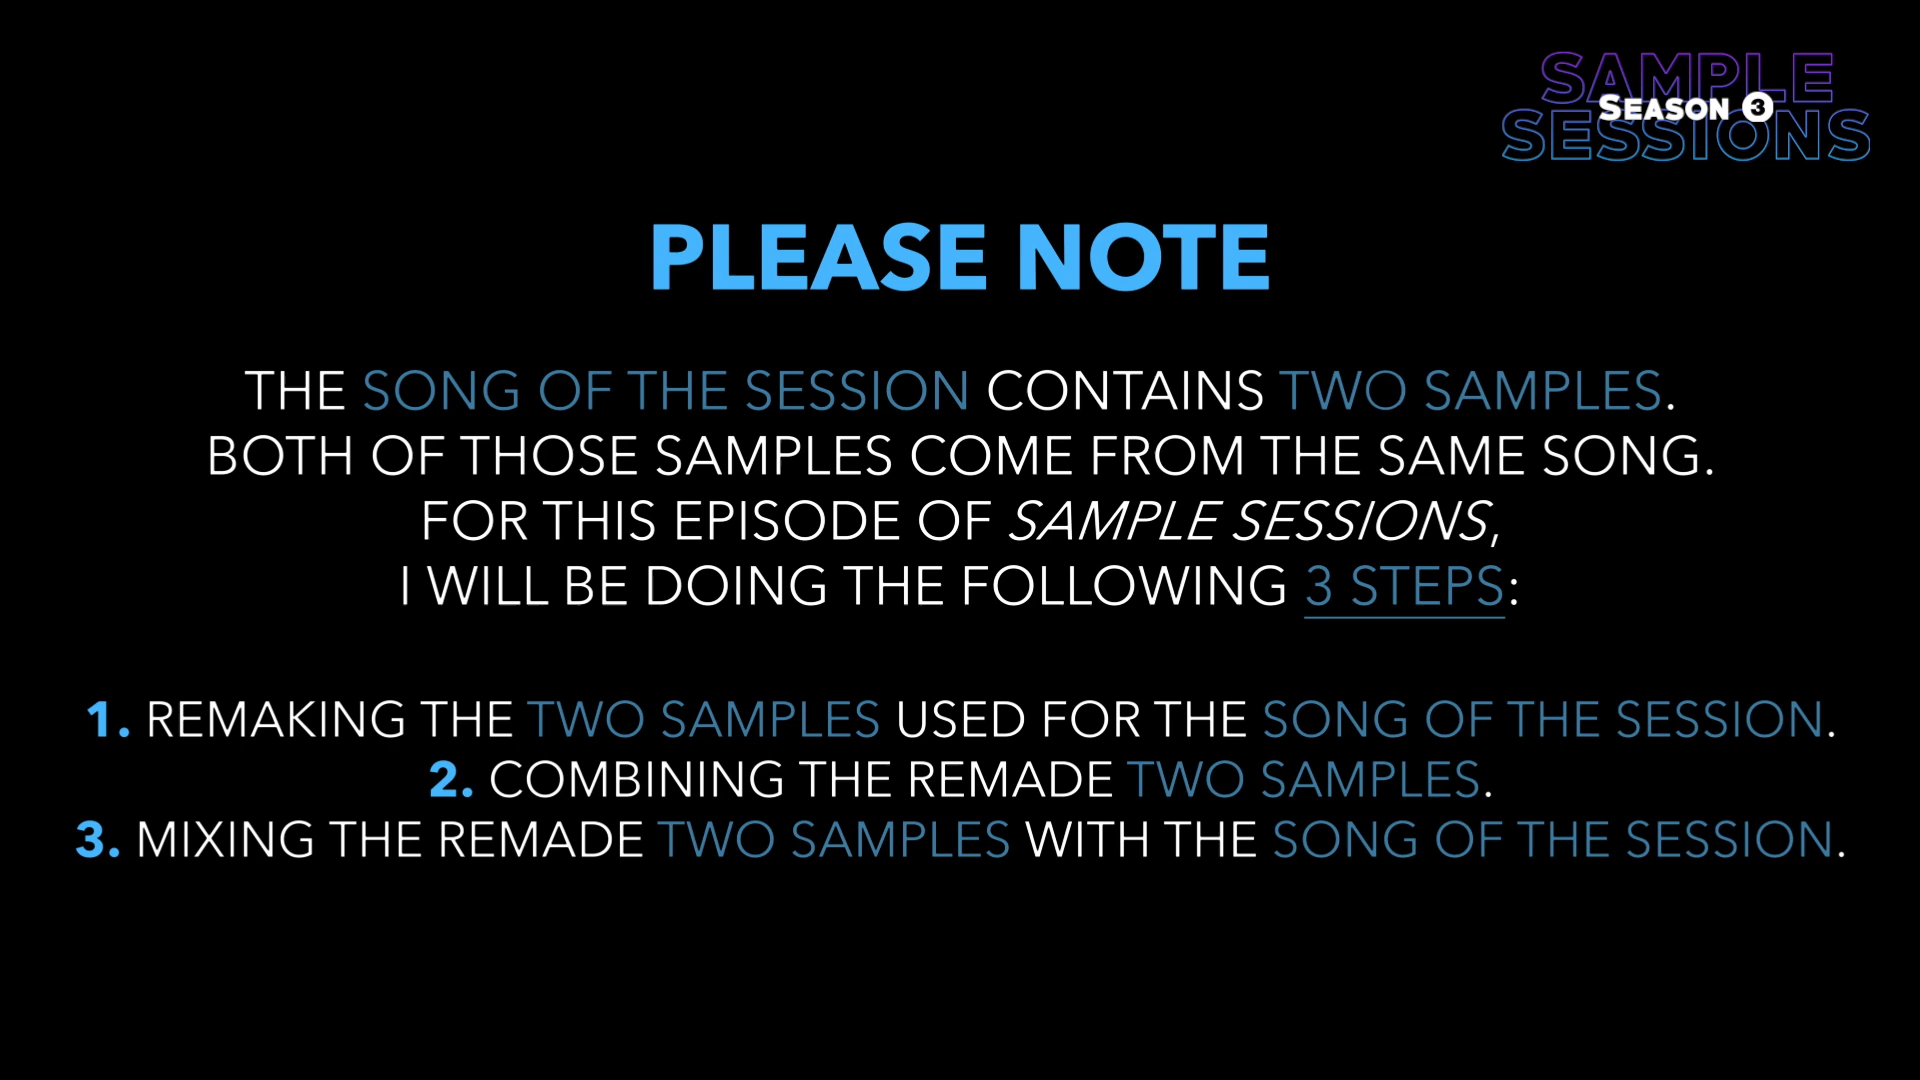 SAMPLE
SEASON 3
SESSIONS
PLEASE NOTE
THE SONG OF THE SESSION CONTAINS TWO SAMPLES.
BOTH OF THOSE SAMPLES COME FROM THE SAME SONG.
FOR THIS EPISODE OF SAMPLE SESSIONS,
I WILL BE DOING THE FOLLOWING 3 STEPS:
1. REMAKING THE TWO SAMPLES USED FOR THE SONG OF THE SESSION.
2. COMBINING THE REMADE TWO SAMPLES.
3. MIXING THE REMADE TWO SAMPLES WITH THE SONG OF THE SESSION.